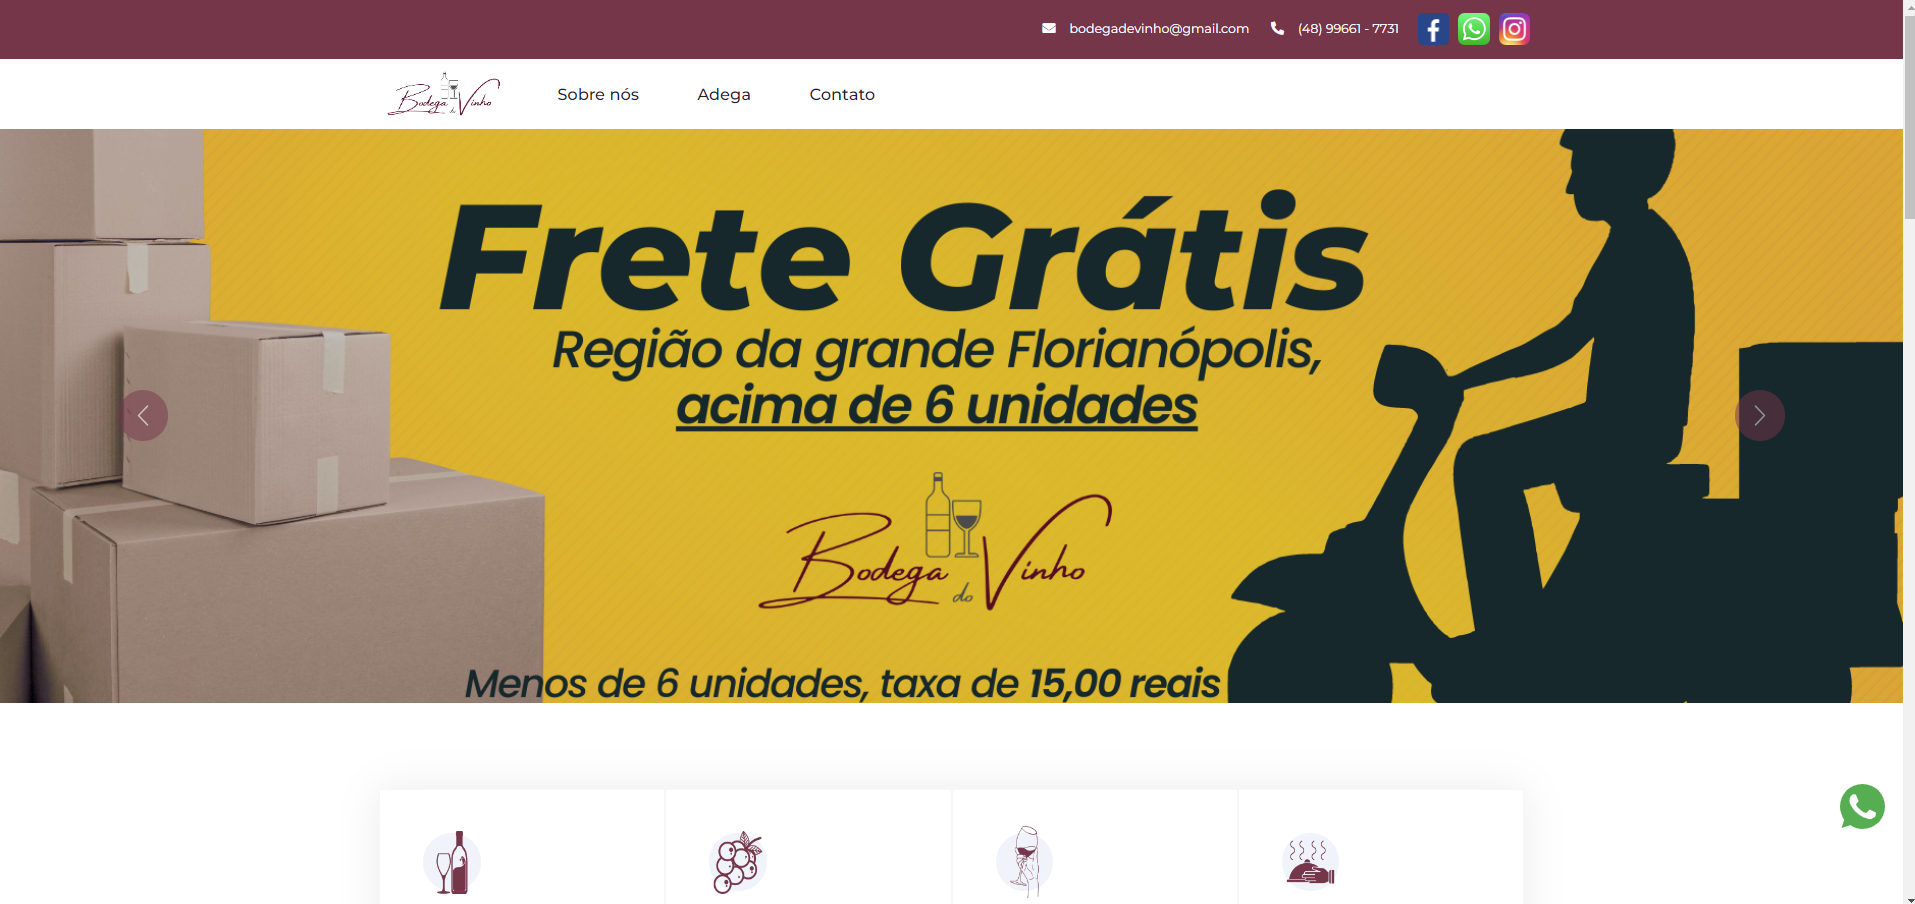 bodegadevinho@gmail.com (48) 99661 - 7731
Bodega do Vinho
Sobre nós Adega Contato
Frete Grátis
Região da grande Florianópolis,
acima de 6 unidades
Bodega do Vinho
Menos de 6 unidades, taxa de 15,00 reais